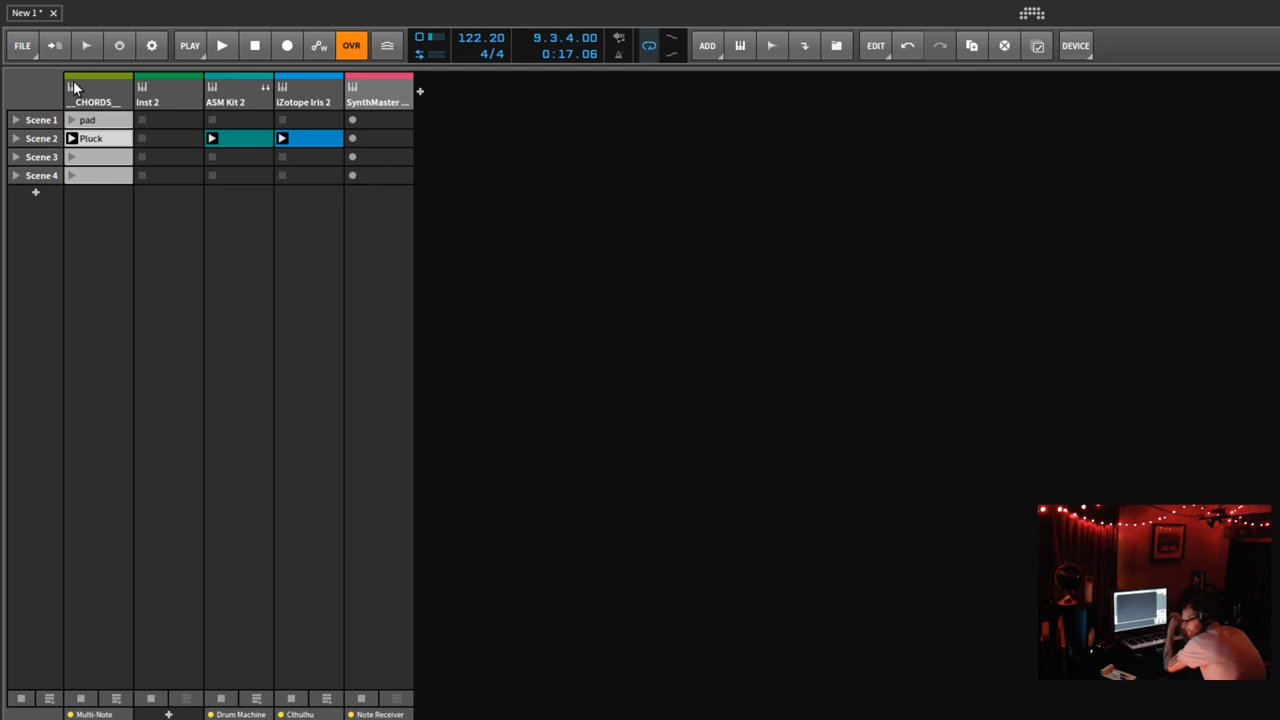 New 1 *
FILE PLAY OVR 122.20 9.3.4.00 ADD EDIT DEVICE
4/4 0:17.06
__CHORDS__ Inst 2 ASM Kit 2 iZotope Iris 2 SynthMaster ...
Scene 1 pad
Scene 2 Pluck
Scene 3
Scene 4
Multi-Note Drum Machine Cthulhu Note Receiver